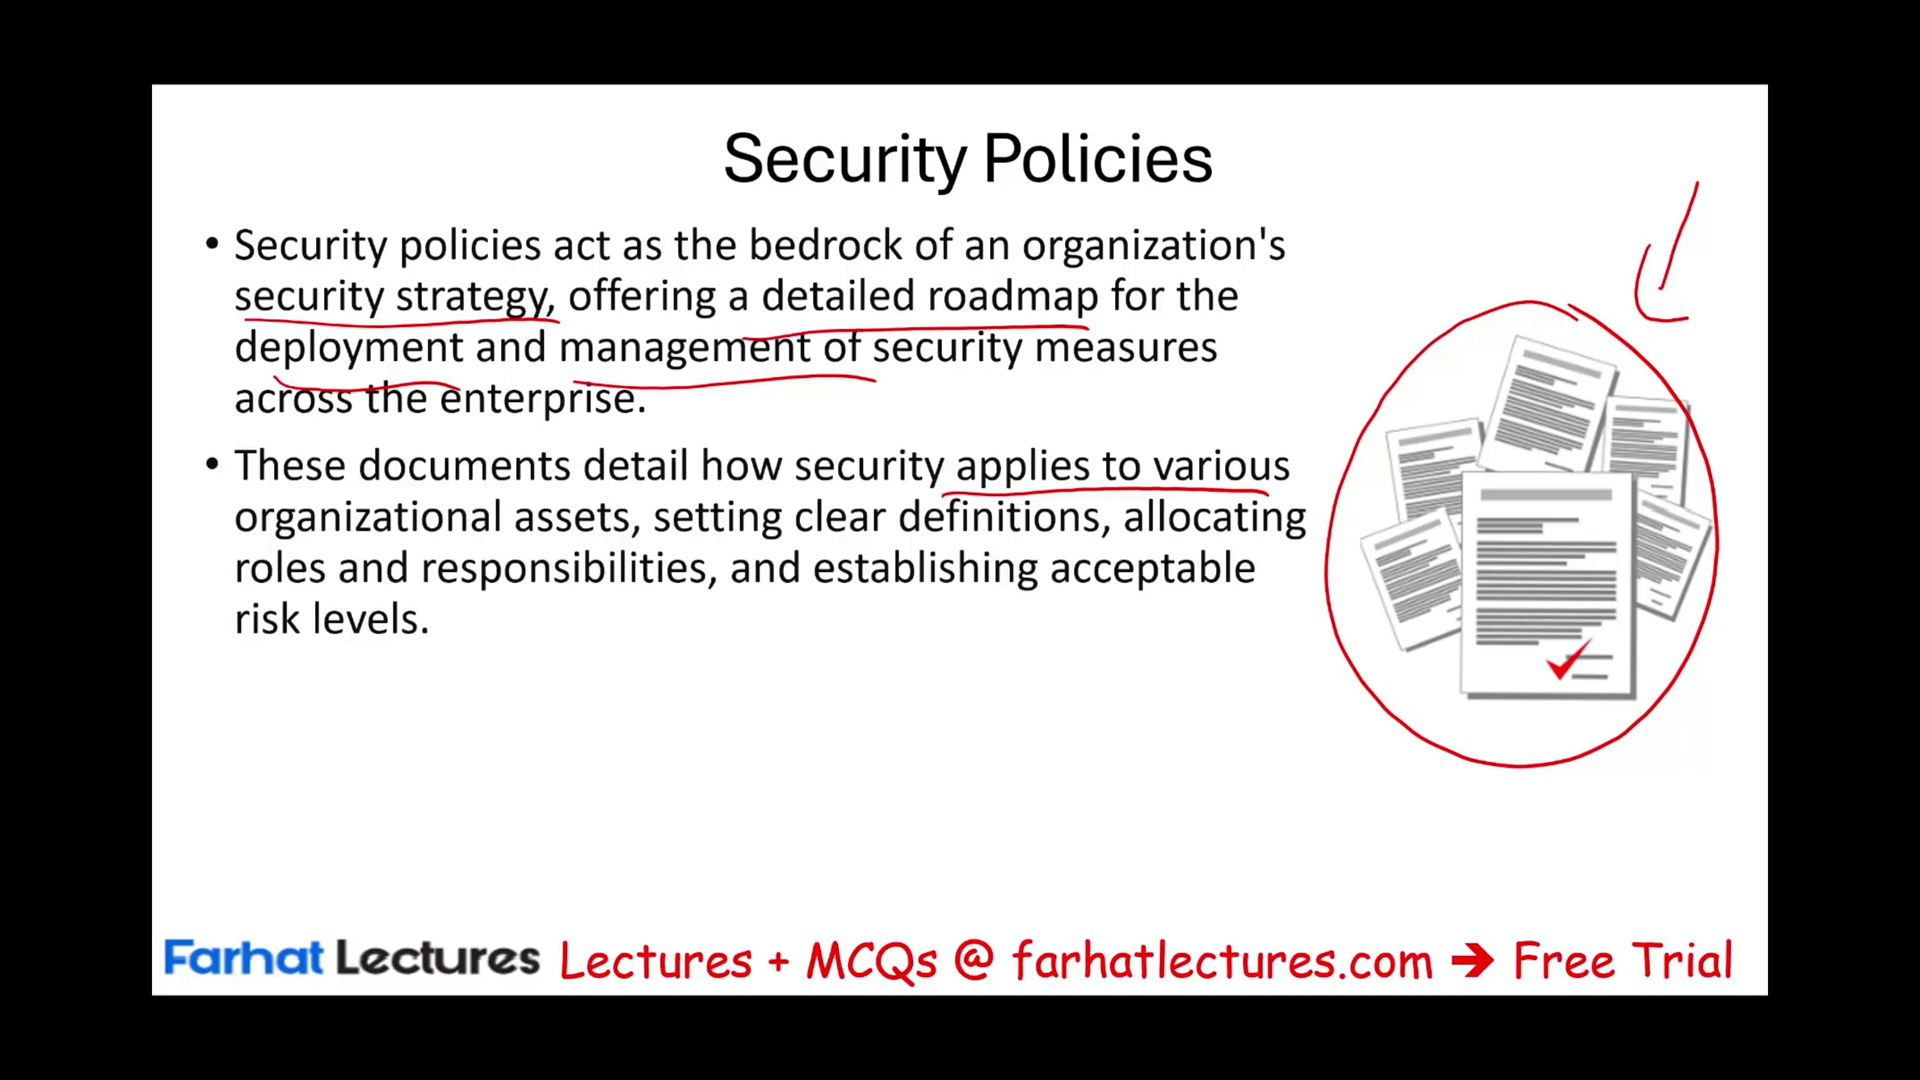 Security Policies
• Security policies act as the bedrock of an organization's
security strategy, offering a detailed roadmap for the
deployment and management of security measures
across the enterprise.
• These documents detail how security applies to various
organizational assets, setting clear definitions, allocating
roles and responsibilities, and establishing acceptable
risk levels.
Farhat Lectures Lectures + MCQs @ farhatlectures.com ➔ Free Trial